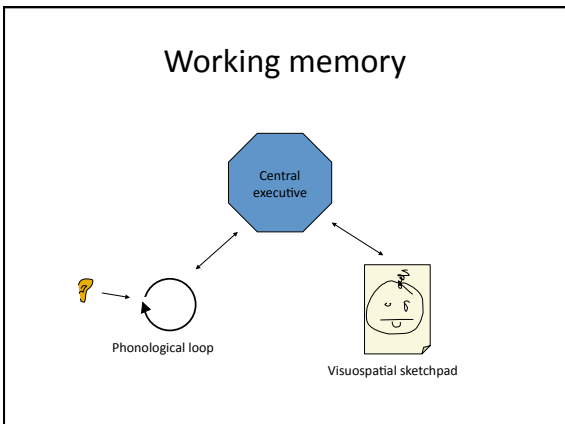 Working memory
Central
executive
Phonological loop
Visuospatial sketchpad